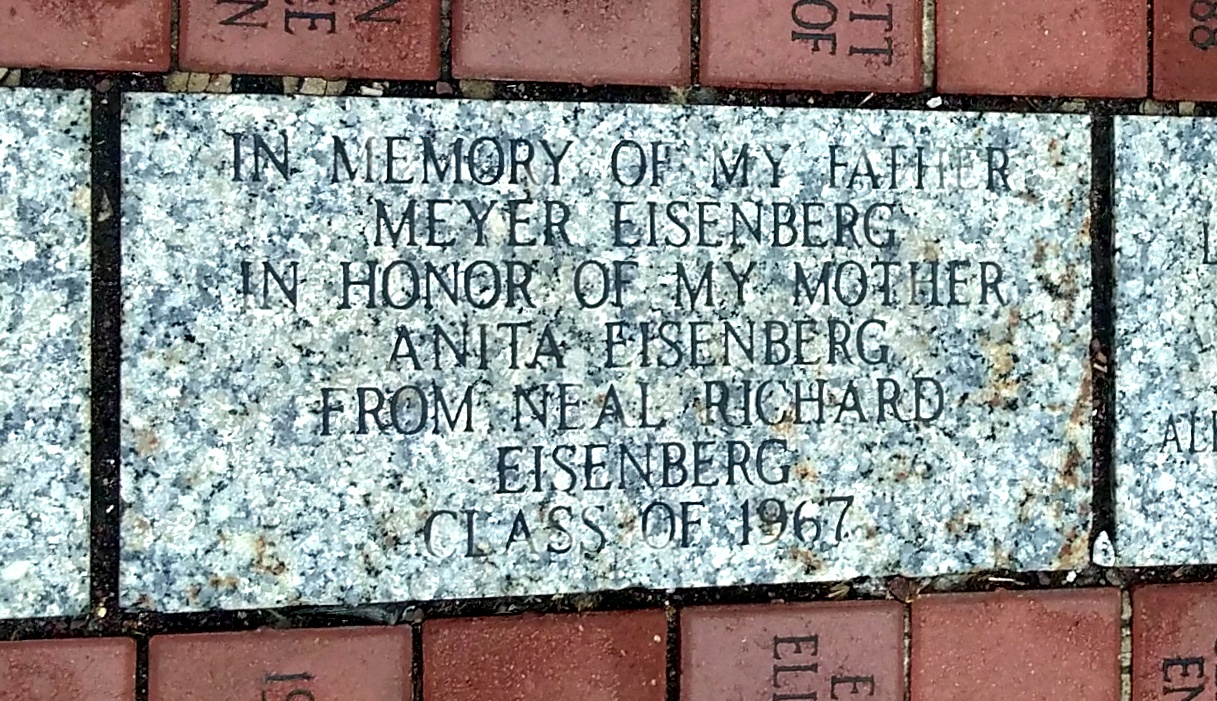 IN MEMORY OF MY FATHER
MEYER EISENBERG
IN HONOR OF MY MOTHER
ANITA EISENBERG
FROM NEAL RICHARD
EISENBERG
CLASS OF 1967